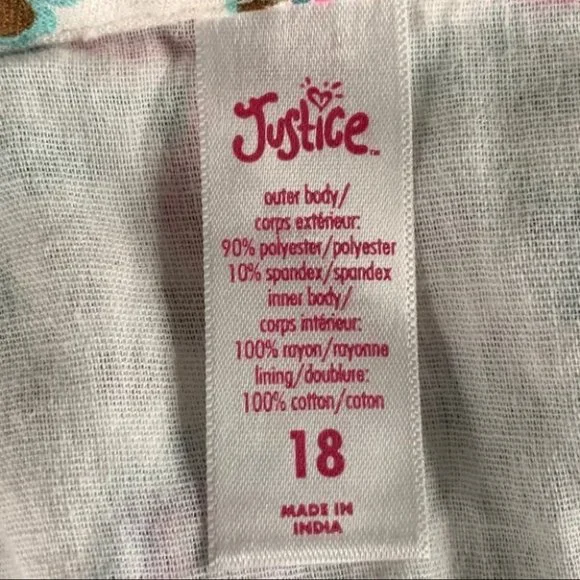 Justice™
outer body/
corps extérieur:
90% polyester/polyester
10% spandex/spandex
inner body/
corps intérieur:
100% rayon/rayonne
lining/doublure:
100% cotton/coton
18
MADE IN
INDIA